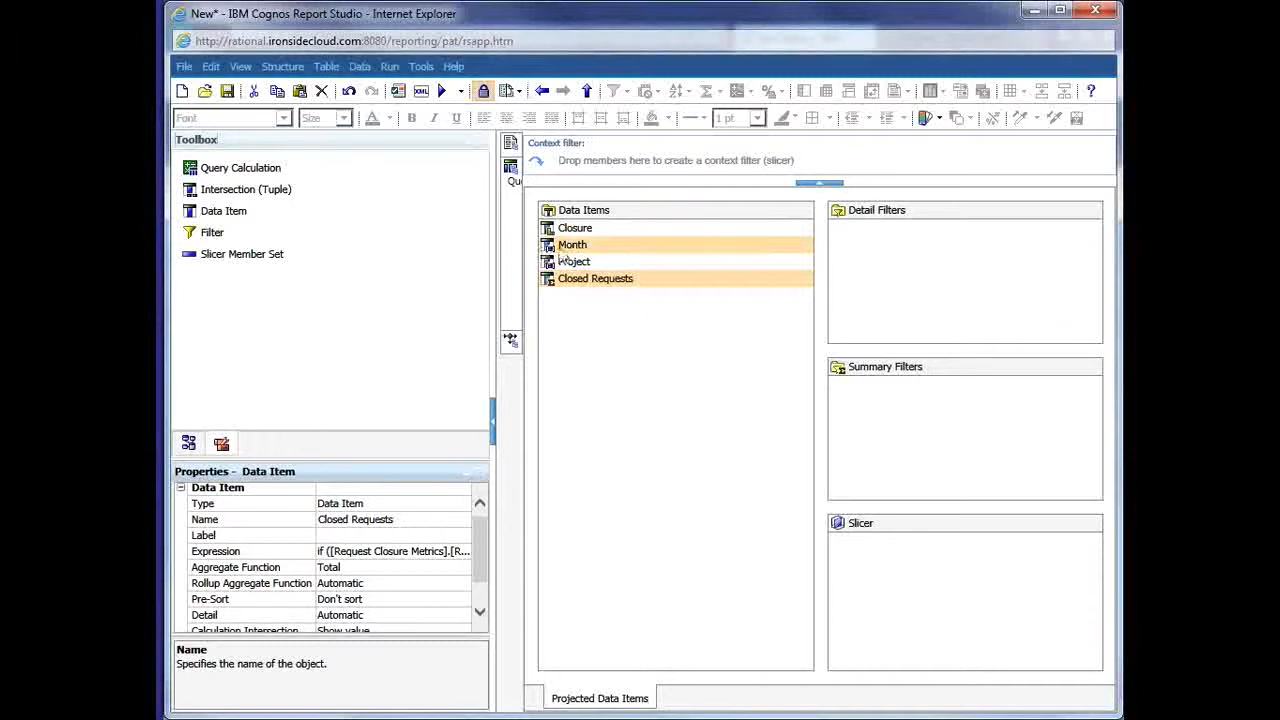 New* - IBM Cognos Report Studio - Internet Explorer
http://rational.ironsidecloud.com:8080/reporting/pat/rsapp.htm
File Edit View Structure Table Data Run Tools Help
Font Size 1 pt
Toolbox
Query Calculation
Intersection (Tuple)
Data Item
Filter
Slicer Member Set
Context filter:
Drop members here to create a context filter (slicer)
Data Items
Closure
Month
Project
Closed Requests
Detail Filters
Summary Filters
Slicer
Properties - Data Item
Data Item
Type Data Item
Name Closed Requests
Label
Expression if ([Request Closure Metrics].[R...
Aggregate Function Total
Rollup Aggregate Function Automatic
Pre-Sort Don't sort
Detail Automatic
Calculation Intersection Show value
Name
Specifies the name of the object.
Projected Data Items